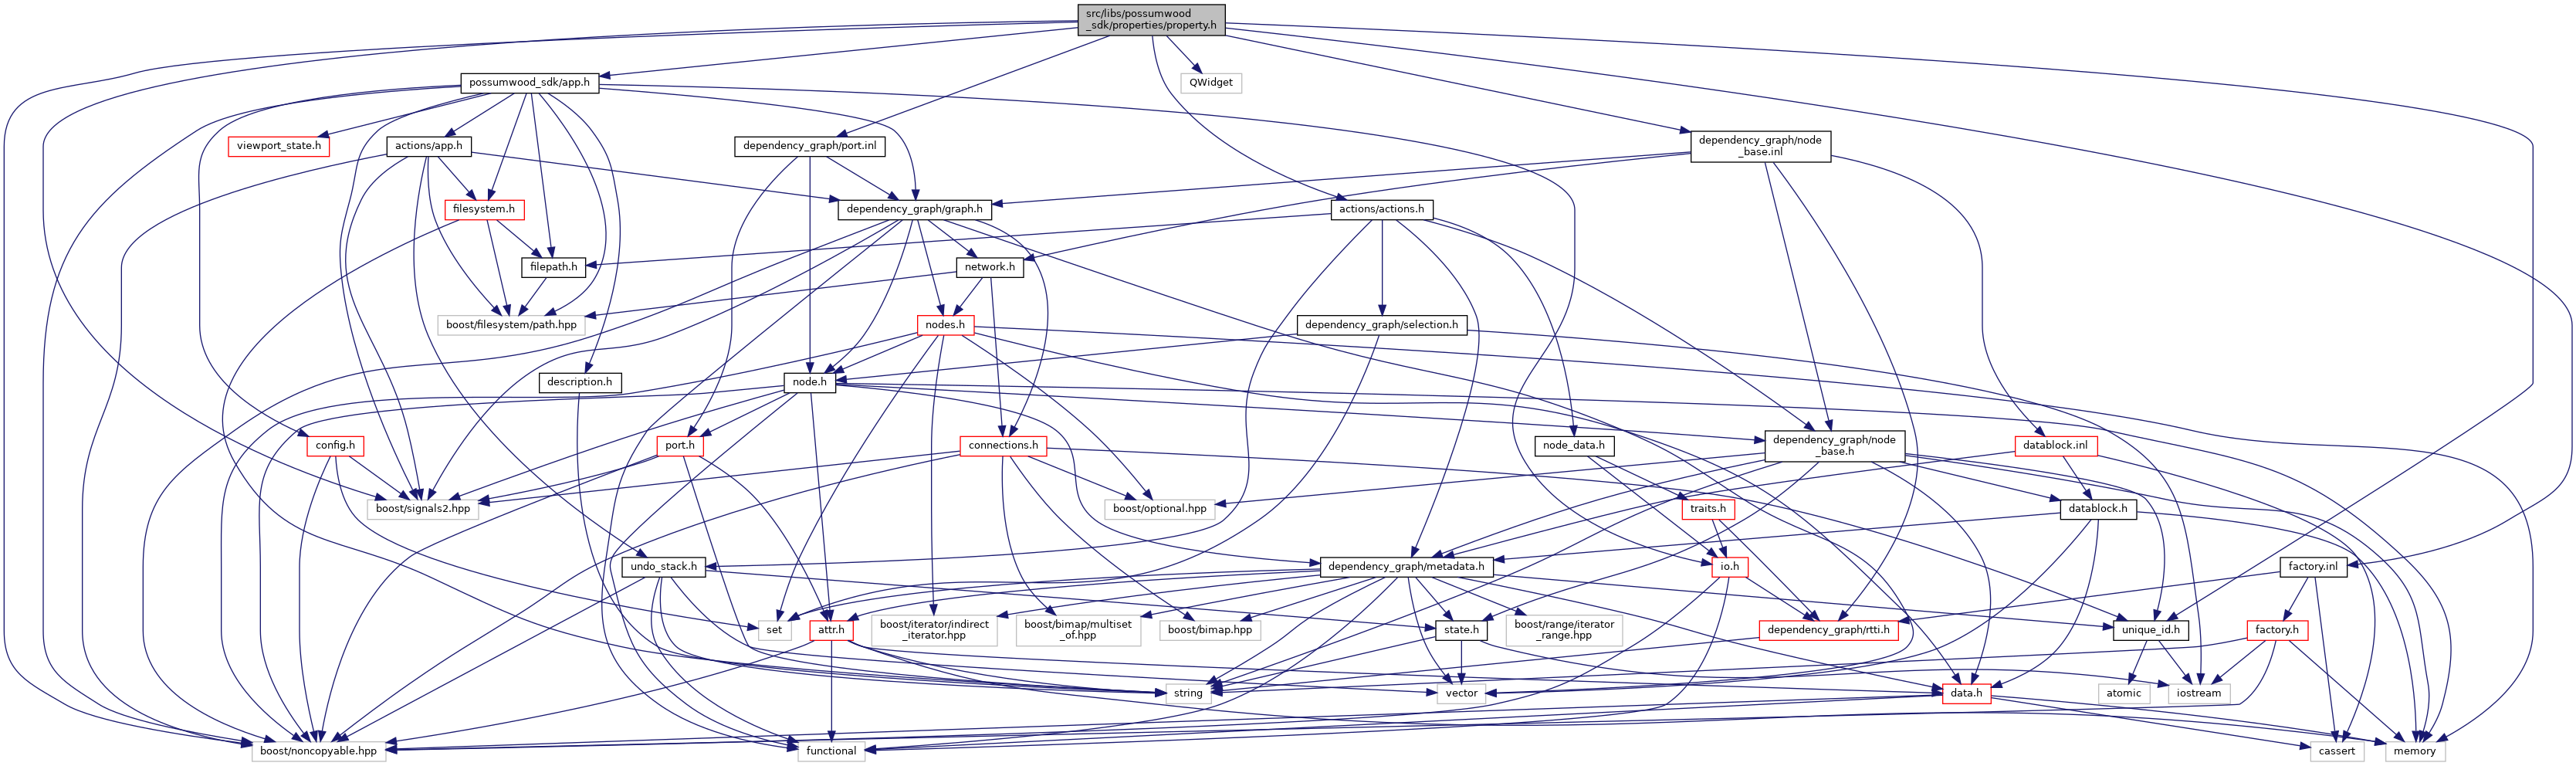 src/libs/possumwood
_sdk/properties/property.h
possumwood_sdk/app.h
QWidget
viewport_state.h
actions/app.h
dependency_graph/port.inl
dependency_graph/node
_base.inl
filesystem.h
dependency_graph/graph.h
actions/actions.h
filepath.h
network.h
boost/filesystem/path.hpp
nodes.h
dependency_graph/selection.h
description.h
node.h
config.h
port.h
connections.h
node_data.h
dependency_graph/node
_base.h
datablock.inl
boost/signals2.hpp
boost/optional.hpp
traits.h
datablock.h
undo_stack.h
dependency_graph/metadata.h
io.h
factory.inl
set
attr.h
boost/iterator/indirect
_iterator.hpp
boost/bimap/multiset
_of.hpp
boost/bimap.hpp
state.h
boost/range/iterator
_range.hpp
dependency_graph/rtti.h
unique_id.h
factory.h
string
vector
data.h
atomic
iostream
boost/noncopyable.hpp
functional
cassert
memory